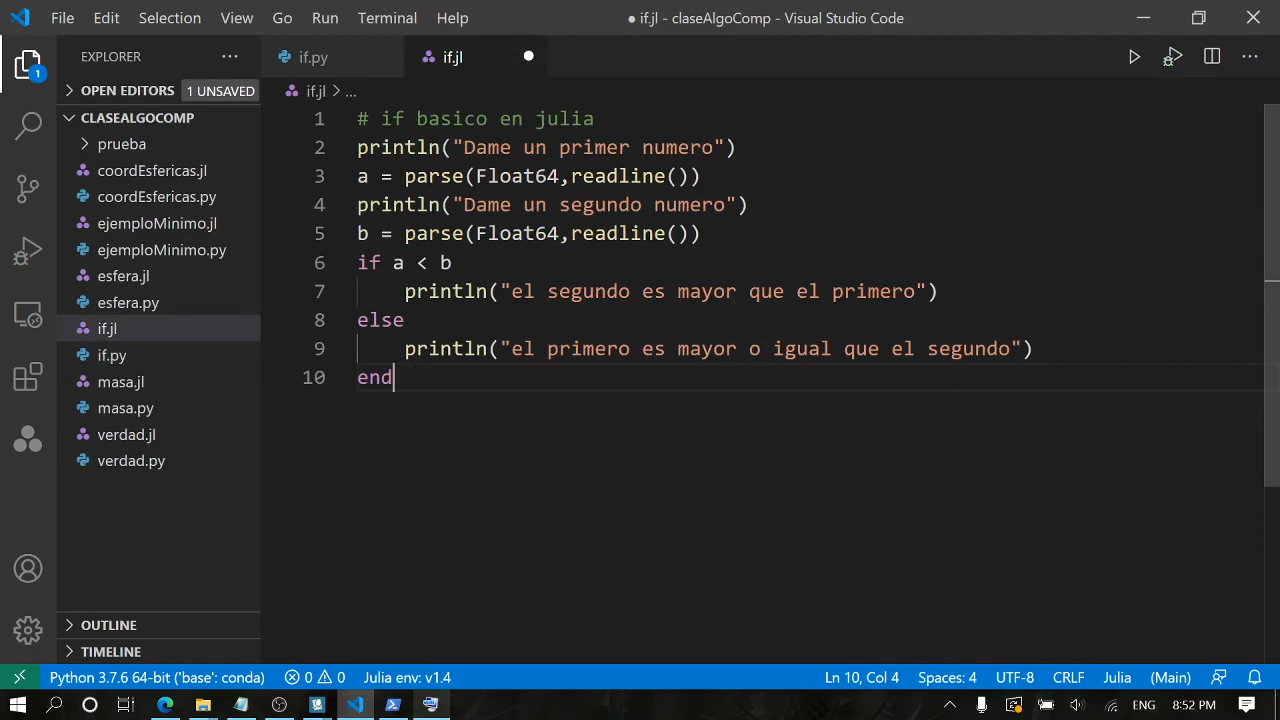 File Edit Selection View Go Run Terminal Help
● if.jl - claseAlgoComp - Visual Studio Code
EXPLORER
OPEN EDITORS 1 UNSAVED
CLASEALGOCOMP
prueba
coordEsfericas.jl
coordEsfericas.py
ejemploMinimo.jl
ejemploMinimo.py
esfera.jl
esfera.py
if.jl
if.py
masa.jl
masa.py
verdad.jl
verdad.py
OUTLINE
TIMELINE
1
if.py if.jl
if.jl > ...
1 # if basico en julia
2 println("Dame un primer numero")
3 a = parse(Float64,readline())
4 println("Dame un segundo numero")
5 b = parse(Float64,readline())
6 if a < b
7     println("el segundo es mayor que el primero")
8 else
9     println("el primero es mayor o igual que el segundo")
10 end
Python 3.7.6 64-bit ('base': conda) 0 0 Julia env: v1.4 Ln 10, Col 4 Spaces: 4 UTF-8 CRLF Julia (Main)
ENG 8:52 PM